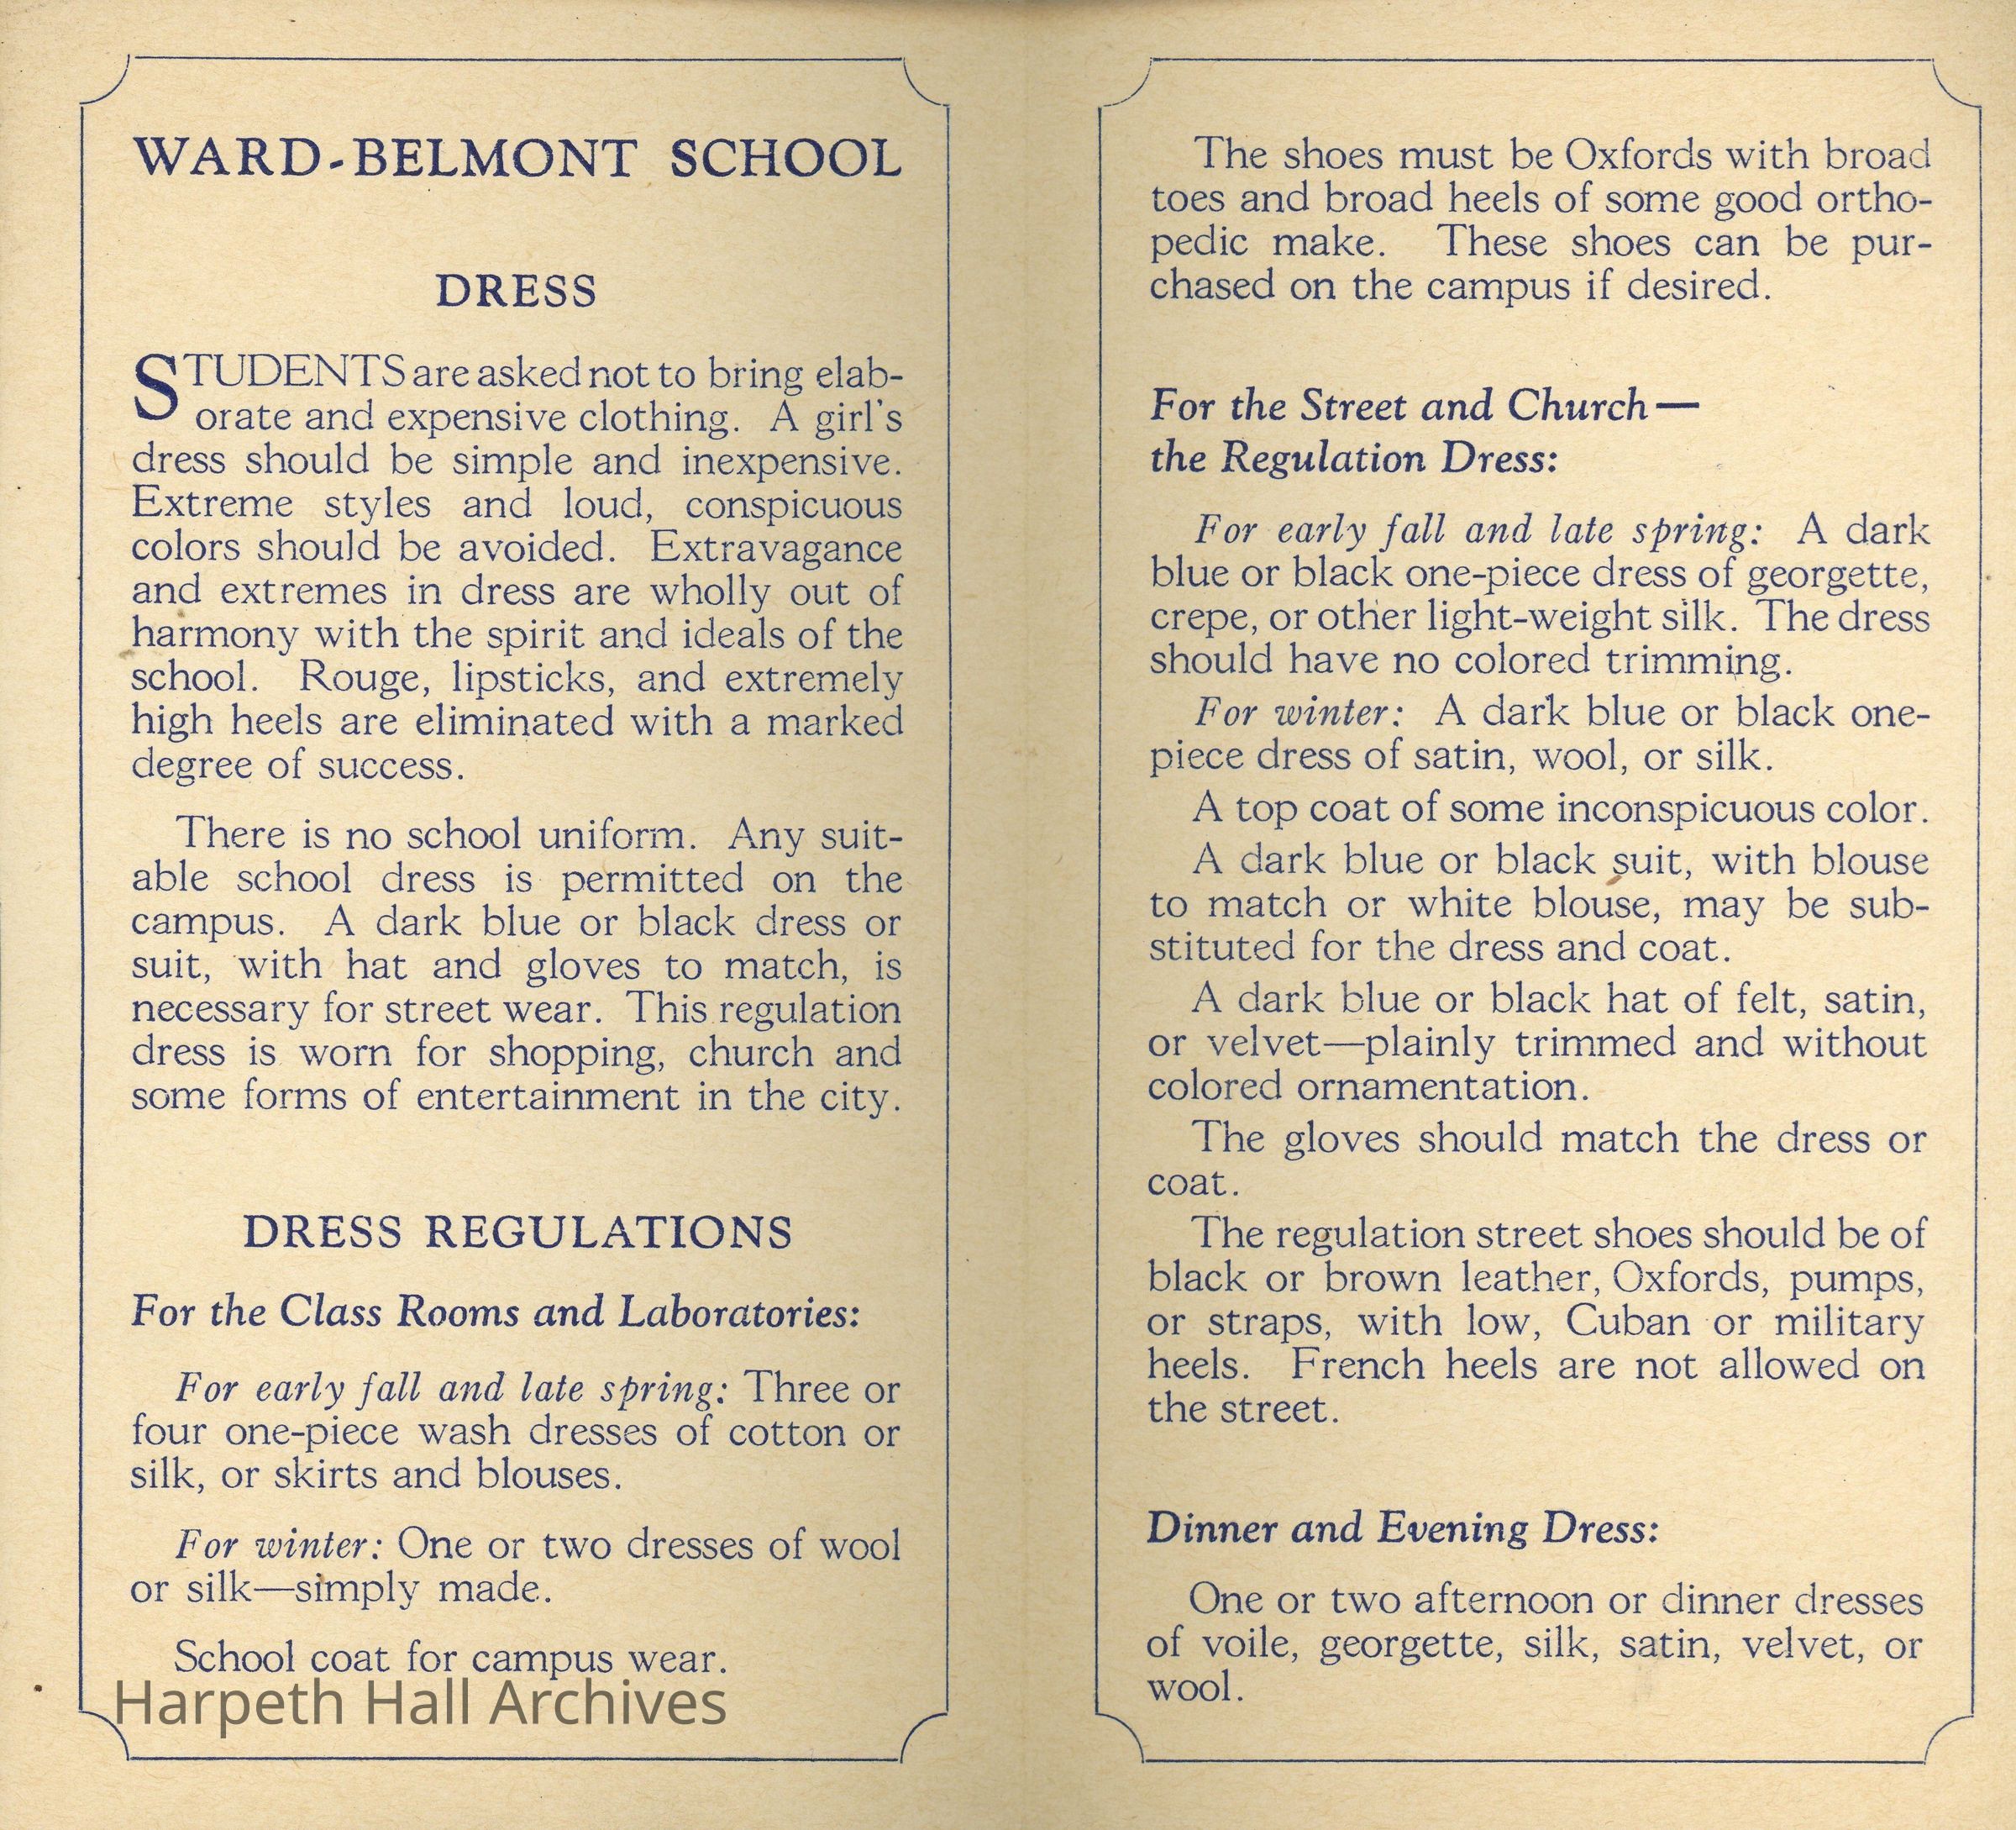 WARD-BELMONT SCHOOL
DRESS
STUDENTS are asked not to bring elab-
orate and expensive clothing. A girl's
dress should be simple and inexpensive.
Extreme styles and loud, conspicuous
colors should be avoided. Extravagance
and extremes in dress are wholly out of
harmony with the spirit and ideals of the
school. Rouge, lipsticks, and extremely
high heels are eliminated with a marked
degree of success.
There is no school uniform. Any suit-
able school dress is permitted on the
campus. A dark blue or black dress or
suit, with hat and gloves to match, is
necessary for street wear. This regulation
dress is worn for shopping, church and
some forms of entertainment in the city.
DRESS REGULATIONS
For the Class Rooms and Laboratories:
For early fall and late spring: Three or
four one-piece wash dresses of cotton or
silk, or skirts and blouses.
For winter: One or two dresses of wool
or silk—simply made.
School coat for campus wear.
Harpeth Hall Archives
The shoes must be Oxfords with broad
toes and broad heels of some good ortho-
pedic make. These shoes can be pur-
chased on the campus if desired.
For the Street and Church—
the Regulation Dress:
For early fall and late spring: A dark
blue or black one-piece dress of georgette,
crepe, or other light-weight silk. The dress
should have no colored trimming.
For winter: A dark blue or black one-
piece dress of satin, wool, or silk.
A top coat of some inconspicuous color.
A dark blue or black suit, with blouse
to match or white blouse, may be sub-
stituted for the dress and coat.
A dark blue or black hat of felt, satin,
or velvet—plainly trimmed and without
colored ornamentation.
The gloves should match the dress or
coat.
The regulation street shoes should be of
black or brown leather, Oxfords, pumps,
or straps, with low, Cuban or military
heels. French heels are not allowed on
the street.
Dinner and Evening Dress:
One or two afternoon or dinner dresses
of voile, georgette, silk, satin, velvet, or
wool.